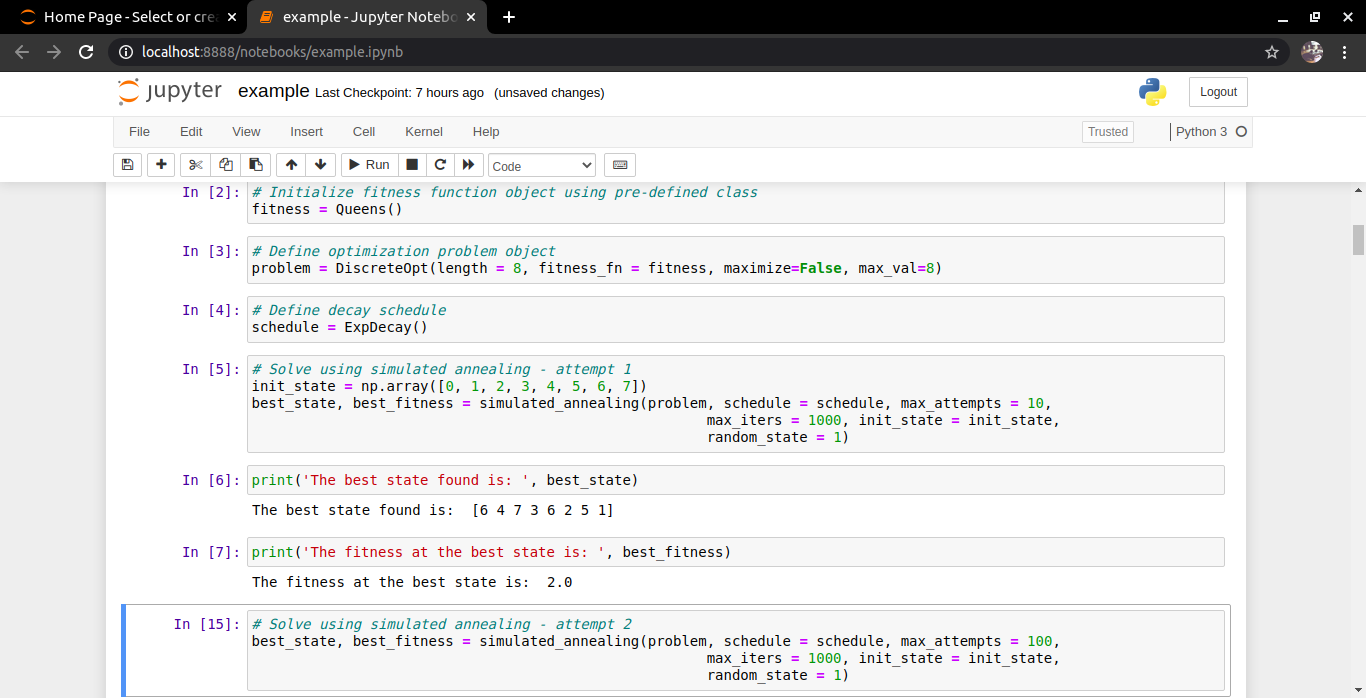 Home Page - Select or cre
example - Jupyter Notebo
localhost:8888/notebooks/example.ipynb
jupyter example Last Checkpoint: 7 hours ago (unsaved changes)
Logout
File Edit View Insert Cell Kernel Help
Trusted
Python 3
Run
Code
In [2]: # Initialize fitness function object using pre-defined class
fitness = Queens()
In [3]: # Define optimization problem object
problem = DiscreteOpt(length = 8, fitness_fn = fitness, maximize=False, max_val=8)
In [4]: # Define decay schedule
schedule = ExpDecay()
In [5]: # Solve using simulated annealing - attempt 1
init_state = np.array([0, 1, 2, 3, 4, 5, 6, 7])
best_state, best_fitness = simulated_annealing(problem, schedule = schedule, max_attempts = 10,
max_iters = 1000, init_state = init_state,
random_state = 1)
In [6]: print('The best state found is: ', best_state)
The best state found is:  [6 4 7 3 6 2 5 1]
In [7]: print('The fitness at the best state is: ', best_fitness)
The fitness at the best state is:  2.0
In [15]: # Solve using simulated annealing - attempt 2
best_state, best_fitness = simulated_annealing(problem, schedule = schedule, max_attempts = 100,
max_iters = 1000, init_state = init_state,
random_state = 1)